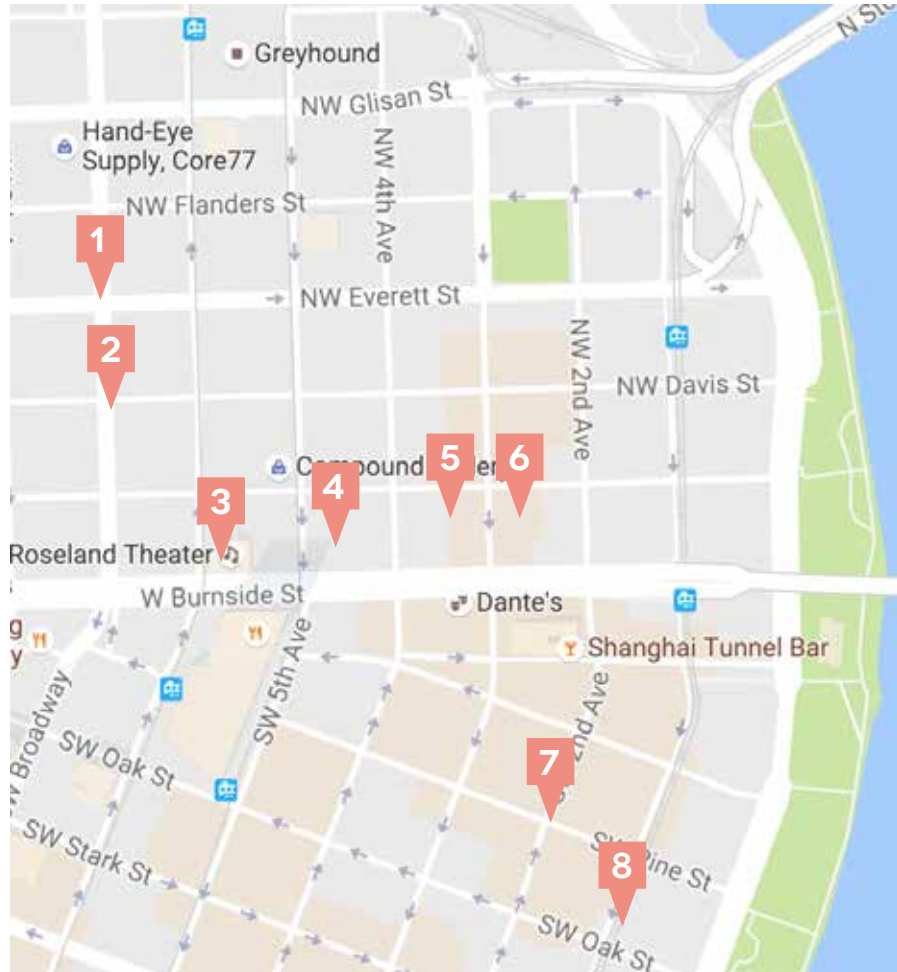 N Sto
Greyhound
NW Glisan St
Hand-Eye
Supply, Core77
NW 4th Ave
NW Flanders St
1
NW Everett St
2
NW 2nd Ave
NW Davis St
Compound
3
4
5
6
Roseland Theater
W Burnside St
Dante's
g
y
Shanghai Tunnel Bar
SW 5th Ave
W Broadway
2nd Ave
SW Oak St
7
SW Pine St
SW Stark St
8
SW Oak St